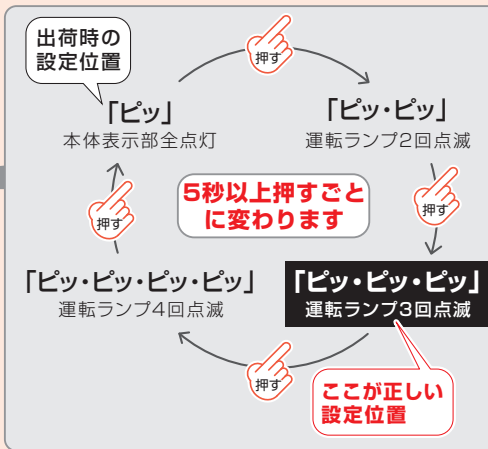 出荷時の
設定位置
押す
「ピッ」
本体表示部全点灯
「ピッ・ピッ」
運転ランプ2回点滅
押す
5秒以上押すごと
に変わります
押す
「ピッ・ピッ・ピッ・ピッ」
運転ランプ4回点滅
「ピッ・ピッ・ピッ」
運転ランプ3回点滅
押す
ここが正しい
設定位置